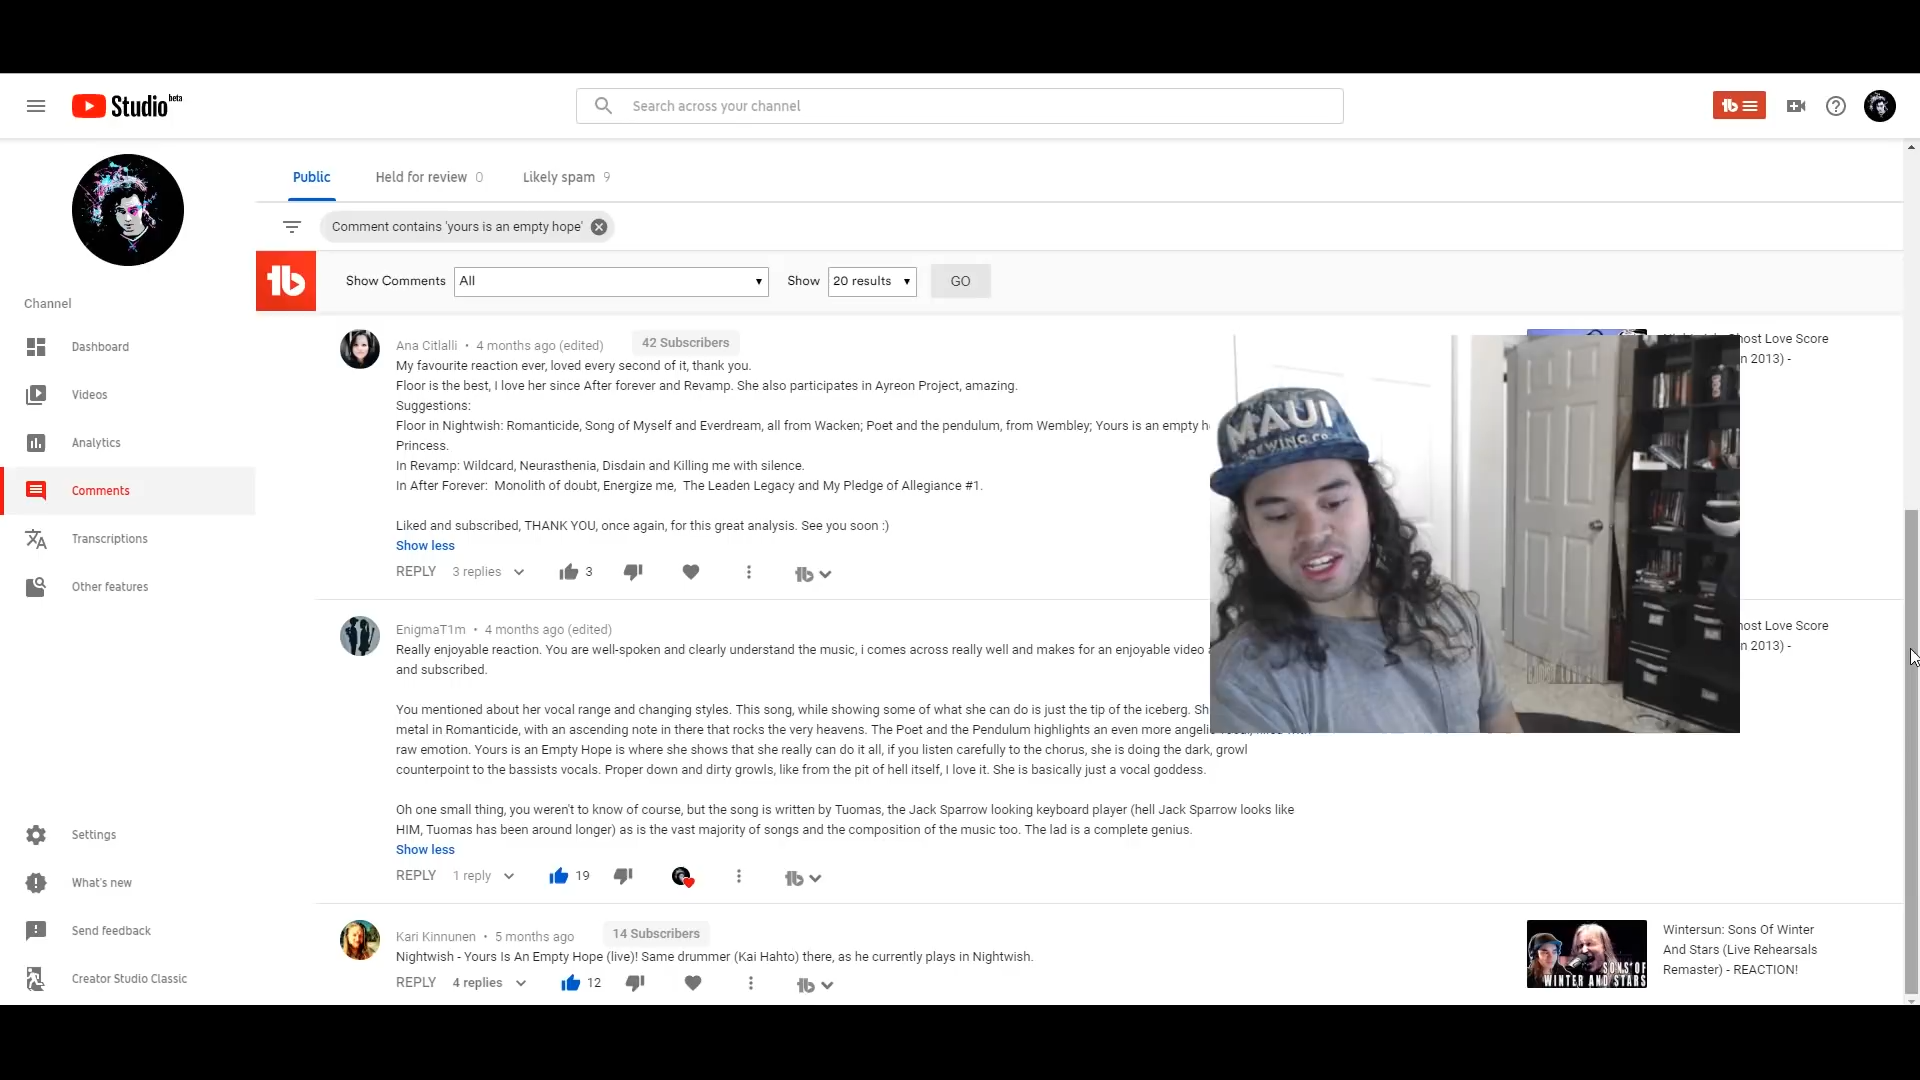 Studio beta
Search across your channel
Public
Held for review 0
Likely spam 9
Comment contains 'yours is an empty hope'
Show Comments
All
Show
20 results
GO
Channel
Dashboard
Videos
Analytics
Comments
Transcriptions
Other features
Settings
What's new
Send feedback
Creator Studio Classic
Ana Citlalli • 4 months ago (edited)
42 Subscribers
My favourite reaction ever, loved every second of it, thank you.
Floor is the best, I love her since After forever and Revamp. She also participates in Ayreon Project, amazing.
Suggestions:
Floor in Nightwish: Romanticide, Song of Myself and Everdream, all from Wacken; Poet and the pendulum, from Wembley; Yours is an empty
Princess.
In Revamp: Wildcard, Neurasthenia, Disdain and Killing me with silence.
In After Forever: Monolith of doubt, Energize me, The Leaden Legacy and My Pledge of Allegiance #1.
Liked and subscribed, THANK YOU, once again, for this great analysis. See you soon :)
Show less
REPLY 3 replies 3
host Love Score
n 2013) -
MAUI
BREWING CO.
EnigmaT1m • 4 months ago (edited)
Really enjoyable reaction. You are well-spoken and clearly understand the music, i comes across really well and makes for an enjoyable video
and subscribed.
You mentioned about her vocal range and changing styles. This song, while showing some of what she can do is just the tip of the iceberg.
metal in Romanticide, with an ascending note in there that rocks the very heavens. The Poet and the Pendulum highlights an even more
raw emotion. Yours is an Empty Hope is where she shows that she really can do it all, if you listen carefully to the chorus, she is doing the dark, growl
counterpoint to the bassists vocals. Proper down and dirty growls, like from the pit of hell itself, I love it. She is basically just a vocal goddess.
Oh one small thing, you weren't to know of course, but the song is written by Tuomas, the Jack Sparrow looking keyboard player (hell Jack Sparrow looks like
HIM, Tuomas has been around longer) as is the vast majority of songs and the composition of the music too. The lad is a complete genius.
Show less
REPLY 1 reply 19
host Love Score
n 2013) -
Kari Kinnunen • 5 months ago
14 Subscribers
Nightwish - Yours Is An Empty Hope (live)! Same drummer (Kai Hahto) there, as he currently plays in Nightwish.
REPLY 4 replies 12
SONS OF
WINTER AND STARS
Wintersun: Sons Of Winter
And Stars (Live Rehearsals
Remaster) - REACTION!